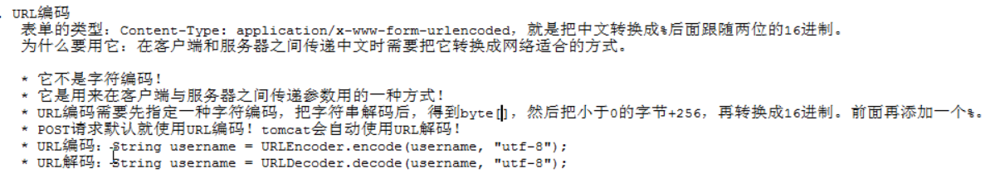 . URL编码
表单的类型：Content-Type: application/x-www-form-urlencoded，就是把中文转换成%后面跟随两位的16进制。
为什么要用它：在客户端和服务器之间传递中文时需要把它转换成网络适合的方式。
* 它不是字符编码！
* 它是用来在客户端与服务器之间传递参数用的一种方式！
* URL编码需要先指定一种字符编码，把字符串解码后，得到byte[]，然后把小于0的字节+256，再转换成16进制。前面再添加一个%。
* POST请求默认就使用URL编码！tomcat会自动使用URL解码！
* URL编码：String username = URLEncoder.encode(username, "utf-8");
* URL解码：String username = URLDecoder.decode(username, "utf-8");